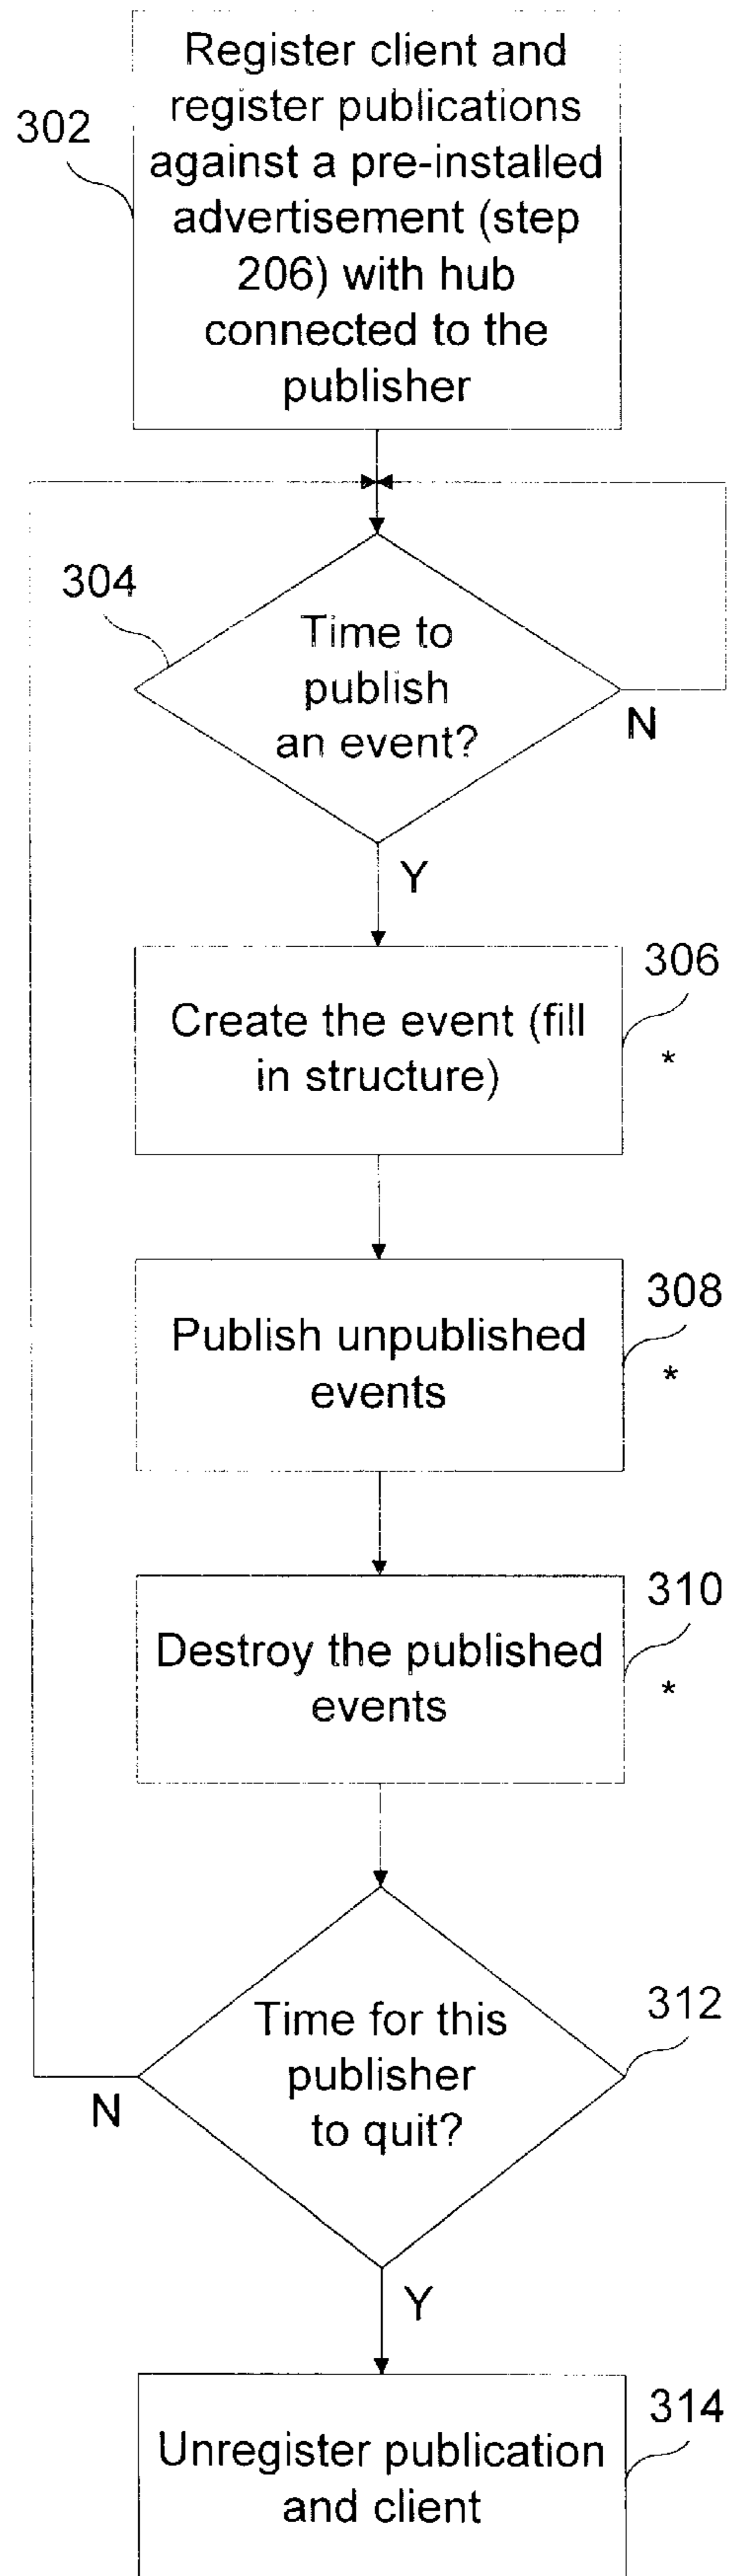 Register client and
register publications
302
against a pre-installed
advertisement (step
206) with hub
connected to the
publisher
304
Time to
publish
an event?
N
Y
306
Create the event (fill
in structure)
*
308
Publish unpublished
events
*
310
Destroy the published
events
*
312
Time for this
publisher
to quit?
N
Y
314
Unregister publication
and client